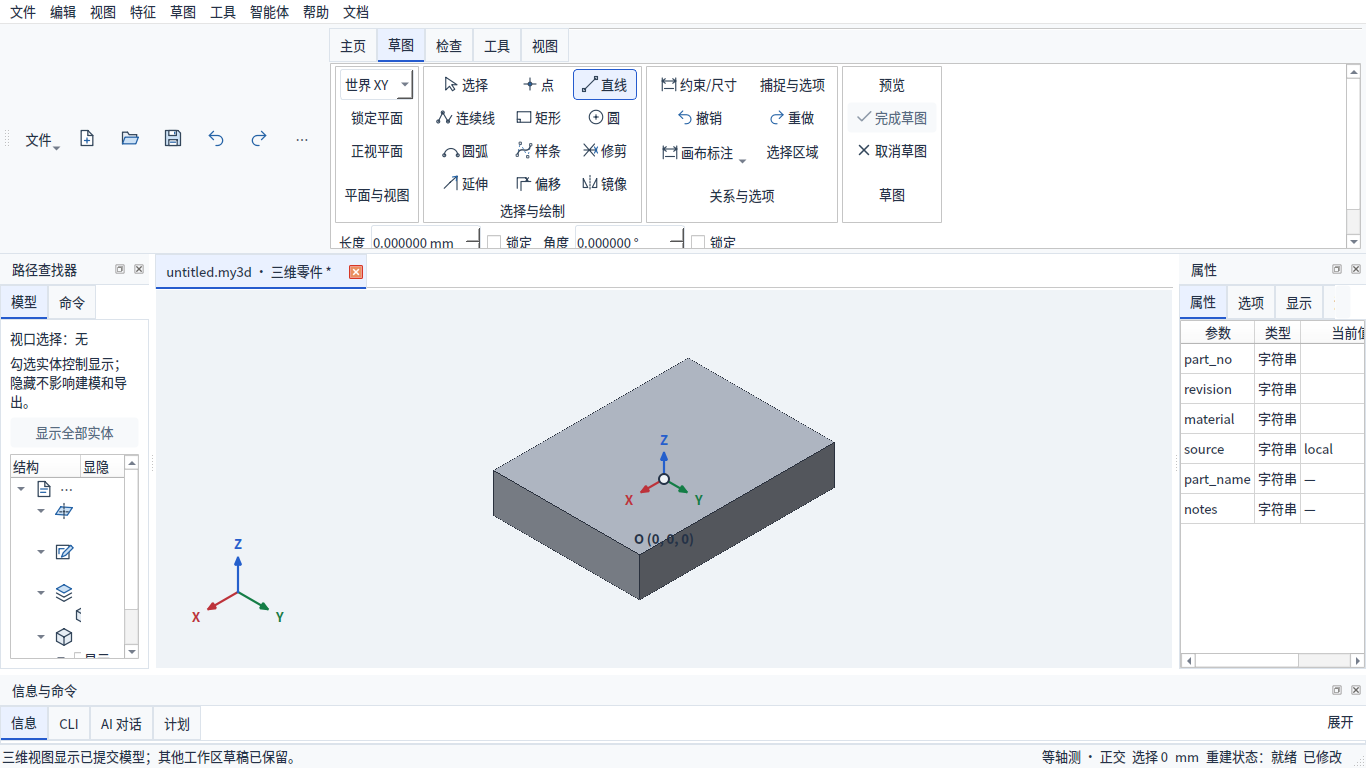 文件 编辑 视图 特征 草图 工具 智能体 帮助 文档
主页 草图 检查 工具 视图
世界 XY 选择 点 直线 约束/尺寸 捕捉与选项 预览
锁定平面 连续线 矩形 圆 撤销 重做 完成草图
文件 ...
正视平面 圆弧 样条 修剪 画布标注 选择区域 取消草图
延伸 偏移 镜像
平面与视图 选择与绘制 关系与选项 草图
长度 0.000000 mm 锁定 角度 0.000000 ° 锁定
路径查找器
untitled.my3d • 三维零件 *
属性
模型 命令
属性 选项 显示
视口选择：无
勾选实体控制显示；
隐藏不影响建模和导
出。
显示全部实体
结构 显隐
...
参数 类型
part_no 字符串
revision 字符串
material 字符串
source 字符串 local
part_name 字符串 —
notes 字符串 —
Z
X Y
O (0, 0, 0)
Z
X Y
信息与命令
信息 CLI AI 对话 计划 展开
三维视图显示已提交模型；其他工作区草稿已保留。
等轴测 • 正交 选择 0 mm 重建状态：就绪 已修改